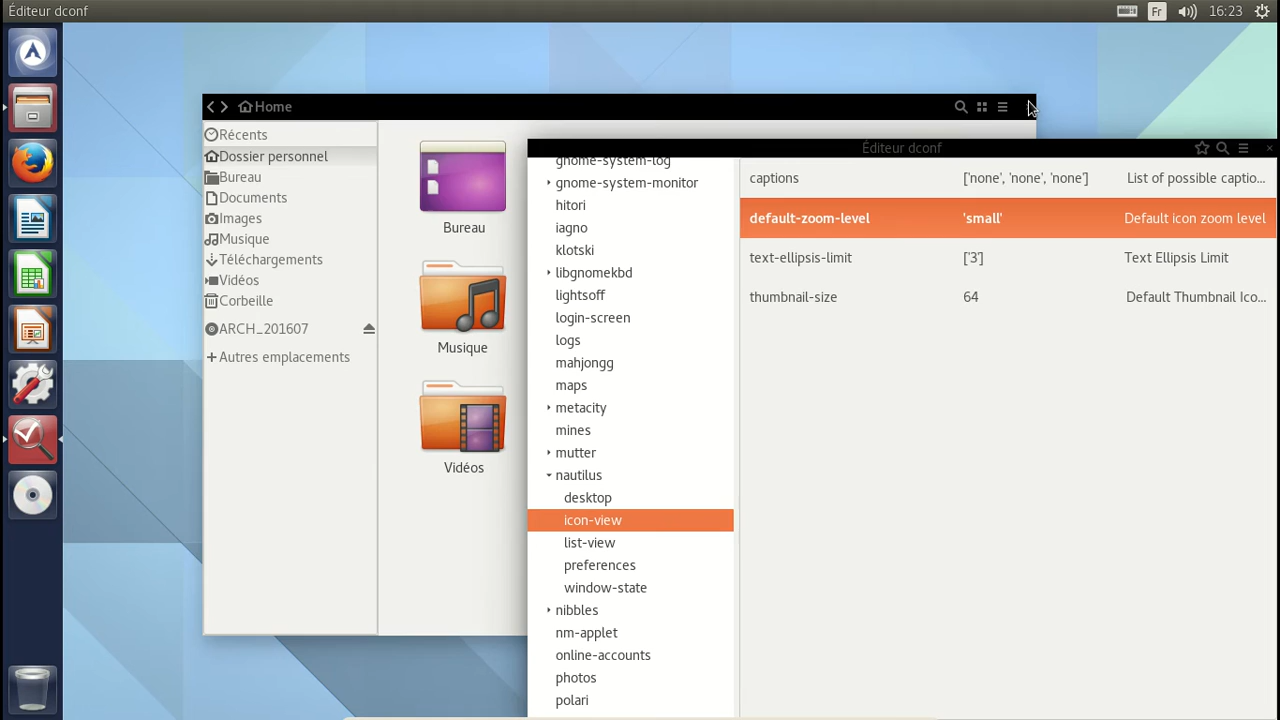 Éditeur dconf
Fr
16:23
Home
Récents
Dossier personnel
Bureau
Documents
Images
Musique
Téléchargements
Vidéos
Corbeille
ARCH_201607
Autres emplacements
Bureau
Musique
Vidéos
Éditeur dconf
gnome-system-log
gnome-system-monitor
hitori
iagno
klotski
libgnomekbd
lightsoff
login-screen
logs
mahjongg
maps
metacity
mines
mutter
nautilus
desktop
icon-view
list-view
preferences
window-state
nibbles
nm-applet
online-accounts
photos
polari
captions ['none', 'none', 'none'] List of possible captio...
default-zoom-level 'small' Default icon zoom level
text-ellipsis-limit ['3'] Text Ellipsis Limit
thumbnail-size 64 Default Thumbnail Ico...